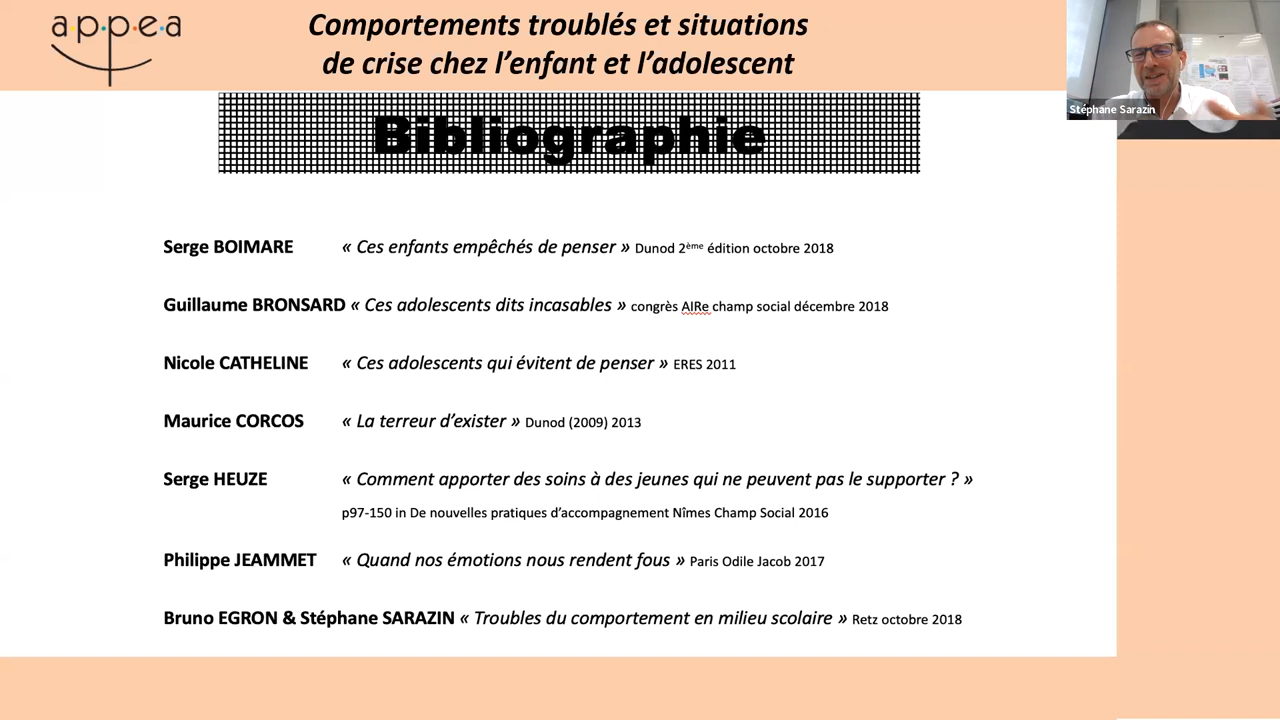 a.p.p.e.a
Comportements troublés et situations
de crise chez l'enfant et l'adolescent
Stéphane Sarazin
Bibliographie
Serge BOIMARE « Ces enfants empêchés de penser » Dunod 2ème édition octobre 2018
Guillaume BRONSARD « Ces adolescents dits incasables » congrès AIRe champ social décembre 2018
Nicole CATHELINE « Ces adolescents qui évitent de penser » ERES 2011
Maurice CORCOS « La terreur d'exister » Dunod (2009) 2013
Serge HEUZE « Comment apporter des soins à des jeunes qui ne peuvent pas le supporter ? »
p97-150 in De nouvelles pratiques d'accompagnement Nîmes Champ Social 2016
Philippe JEAMMET « Quand nos émotions nous rendent fous » Paris Odile Jacob 2017
Bruno EGRON & Stéphane SARAZIN « Troubles du comportement en milieu scolaire » Retz octobre 2018